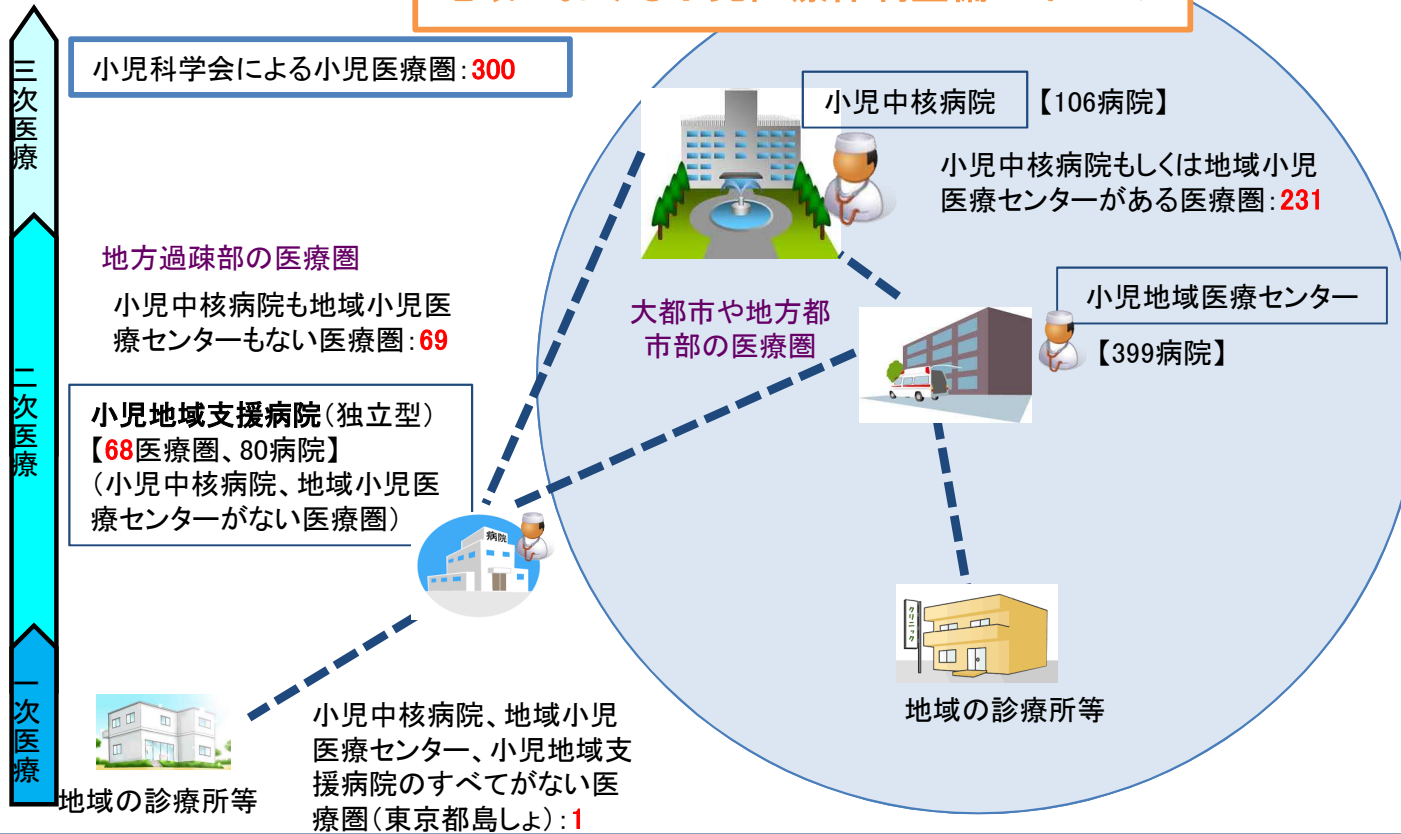 三次医療
小児科学会による小児医療圏:300
小児中核病院
【106病院】
小児中核病院もしくは地域小児
医療センターがある医療圏:231
地方過疎部の医療圏
小児中核病院も地域小児医
療センターもない医療圏:69
大都市や地方都
市部の医療圏
小児地域医療センター
【399病院】
二次医療
小児地域支援病院(独立型)
【68医療圏、80病院】
(小児中核病院、地域小児医
療センターがない医療圏)
病院
クリニック
地域の診療所等
一次医療
地域の診療所等
小児中核病院、地域小児
医療センター、小児地域支
援病院のすべてがない医
療圏(東京都島しょ):1